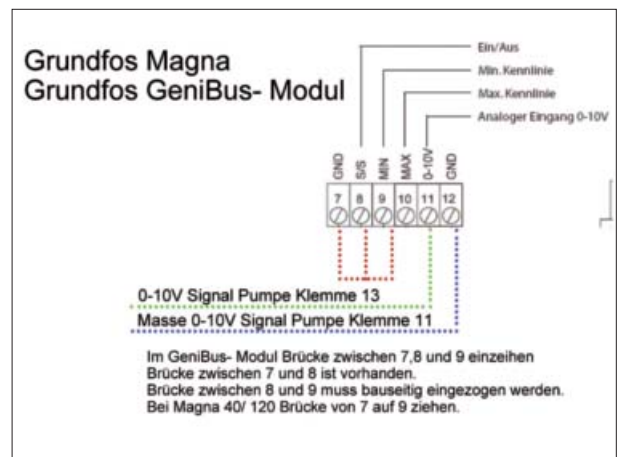 Grundfos Magna
Grundfos GeniBus- Modul
Ein/Aus
Min. Kennlinie
Max. Kennlinie
Analoger Eingang 0-10V
GND S/S MIN MAX 0-10V GND
7 8 9 10 11 12
0-10V Signal Pumpe Klemme 13
Masse 0-10V Signal Pumpe Klemme 11
Im GeniBus- Modul Brücke zwischen 7,8 und 9 einzeihen
Brücke zwischen 7 und 8 ist vorhanden.
Brücke zwischen 8 und 9 muss bauseitig eingezogen werden.
Bei Magna 40/ 120 Brücke von 7 auf 9 ziehen.